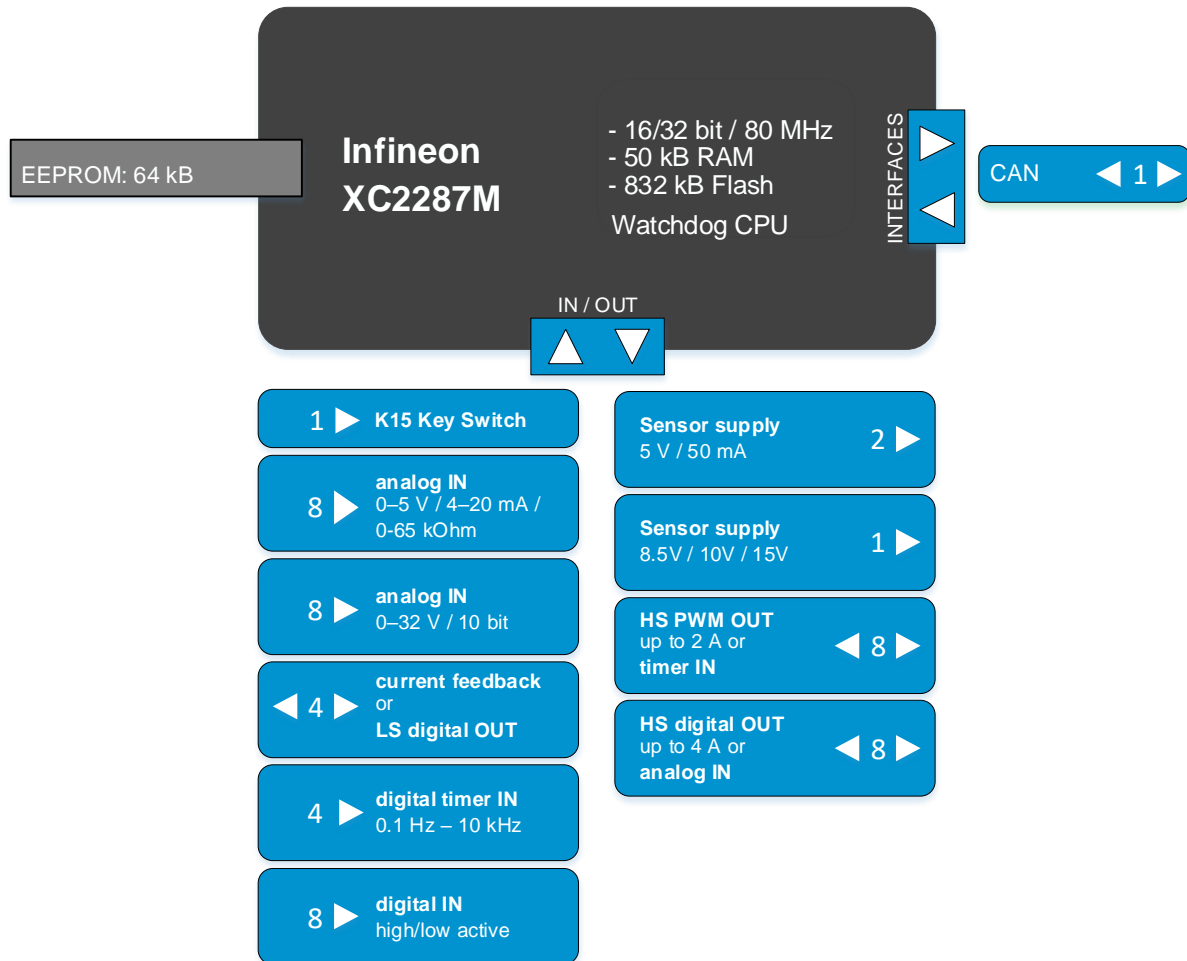 EEPROM: 64 kB
Infineon
XC2287M
- 16/32 bit / 80 MHz
- 50 kB RAM
- 832 kB Flash
Watchdog CPU
INTERFACES
CAN 1
IN / OUT
1 K15 Key Switch
8 analog IN
0–5 V / 4–20 mA /
0-65 kOhm
8 analog IN
0–32 V / 10 bit
4 current feedback
or
LS digital OUT
4 digital timer IN
0.1 Hz – 10 kHz
8 digital IN
high/low active
Sensor supply 2
5 V / 50 mA
Sensor supply 1
8.5V / 10V / 15V
HS PWM OUT
up to 2 A or 8
timer IN
HS digital OUT
up to 4 A or 8
analog IN